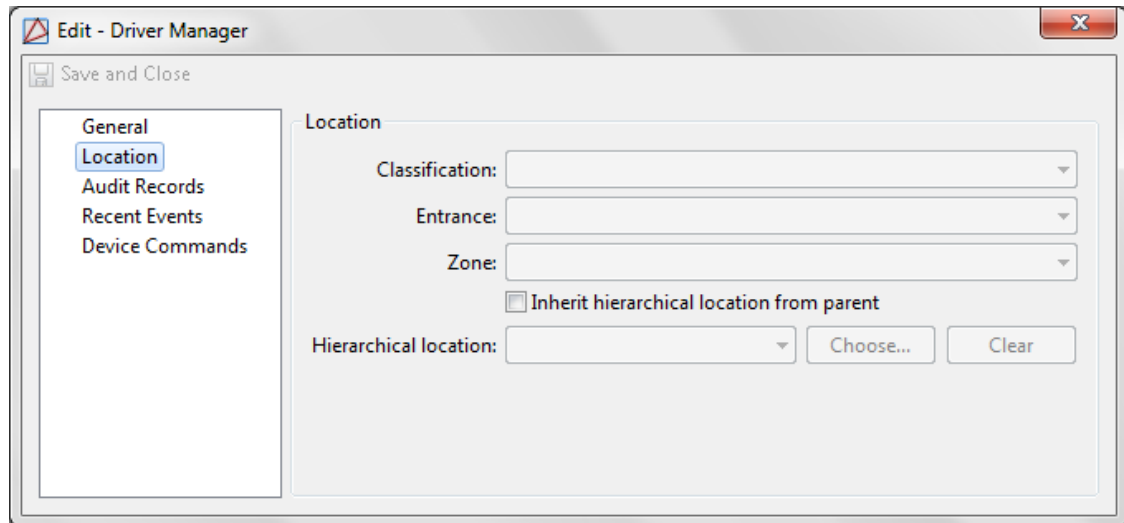 Edit - Driver Manager
Save and Close
General
Location
Audit Records
Recent Events
Device Commands
Location
Classification:
Entrance:
Zone:
Inherit hierarchical location from parent
Hierarchical location: Choose... Clear